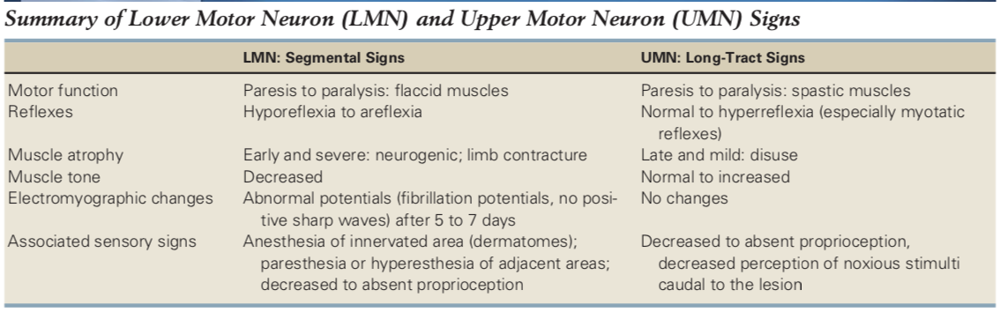 Summary of Lower Motor Neuron (LMN) and Upper Motor Neuron (UMN) Signs
LMN: Segmental Signs UMN: Long-Tract Signs
Motor function Paresis to paralysis: flaccid muscles Paresis to paralysis: spastic muscles
Reflexes Hyporeflexia to areflexia Normal to hyperreflexia (especially myotatic
reflexes)
Muscle atrophy Early and severe: neurogenic; limb contracture Late and mild: disuse
Muscle tone Decreased Normal to increased
Electromyographic changes Abnormal potentials (fibrillation potentials, no posi- No changes
tive sharp waves) after 5 to 7 days
Associated sensory signs Anesthesia of innervated area (dermatomes); Decreased to absent proprioception,
paresthesia or hyperesthesia of adjacent areas; decreased perception of noxious stimulti
decreased to absent proprioception caudal to the lesion